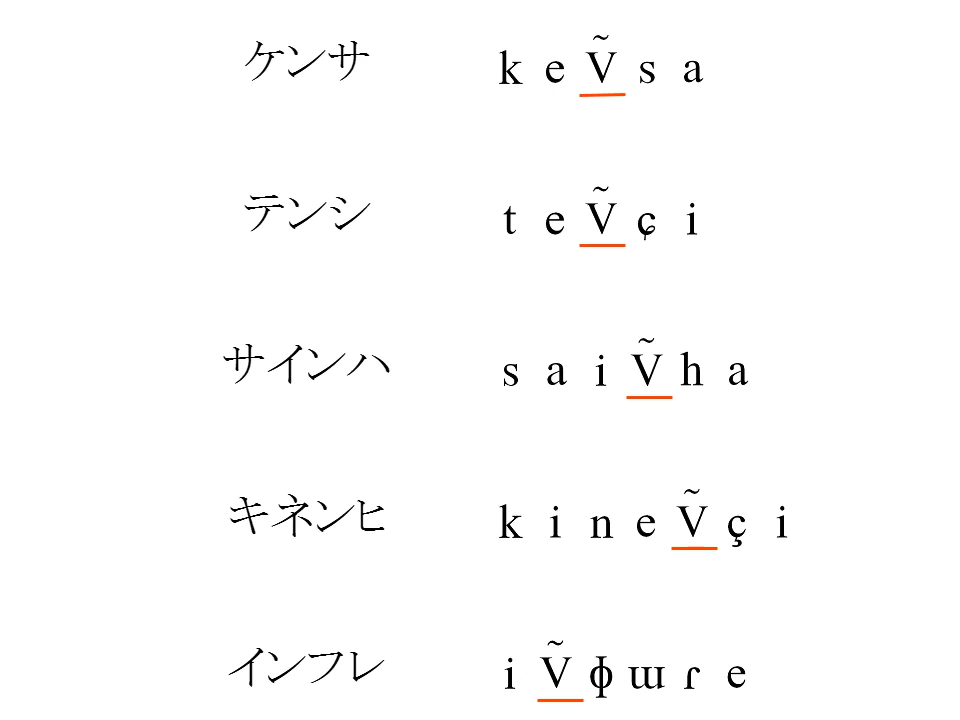 ケンサ k e Ṽ s a
テンシ t e Ṽ ɕ i
サインハ s a i Ṽ h a
キネンヒ k i n e Ṽ ç i
インフレ i Ṽ ɸ ɯ ɾ e